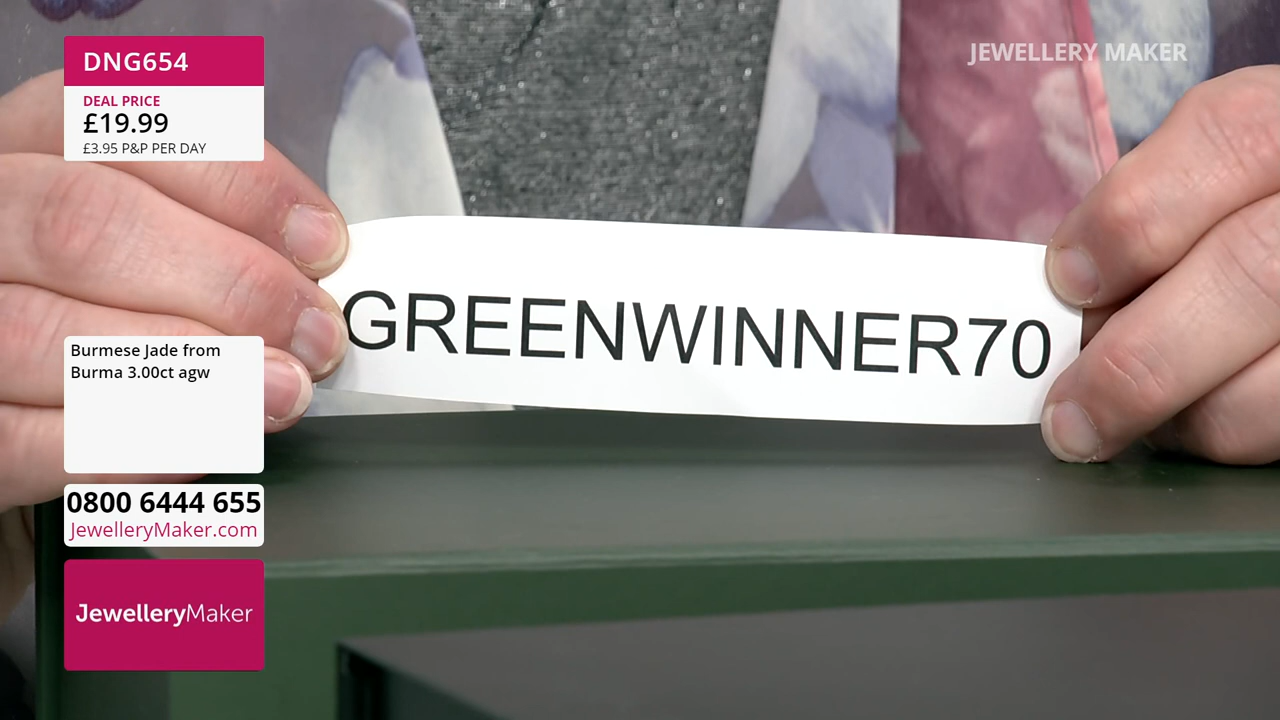 DNG654
DEAL PRICE
£19.99
£3.95 P&P PER DAY
JEWELLERY MAKER
GREENWINNER70
Burmese Jade from
Burma 3.00ct agw
0800 6444 655
JewelleryMaker.com
JewelleryMaker